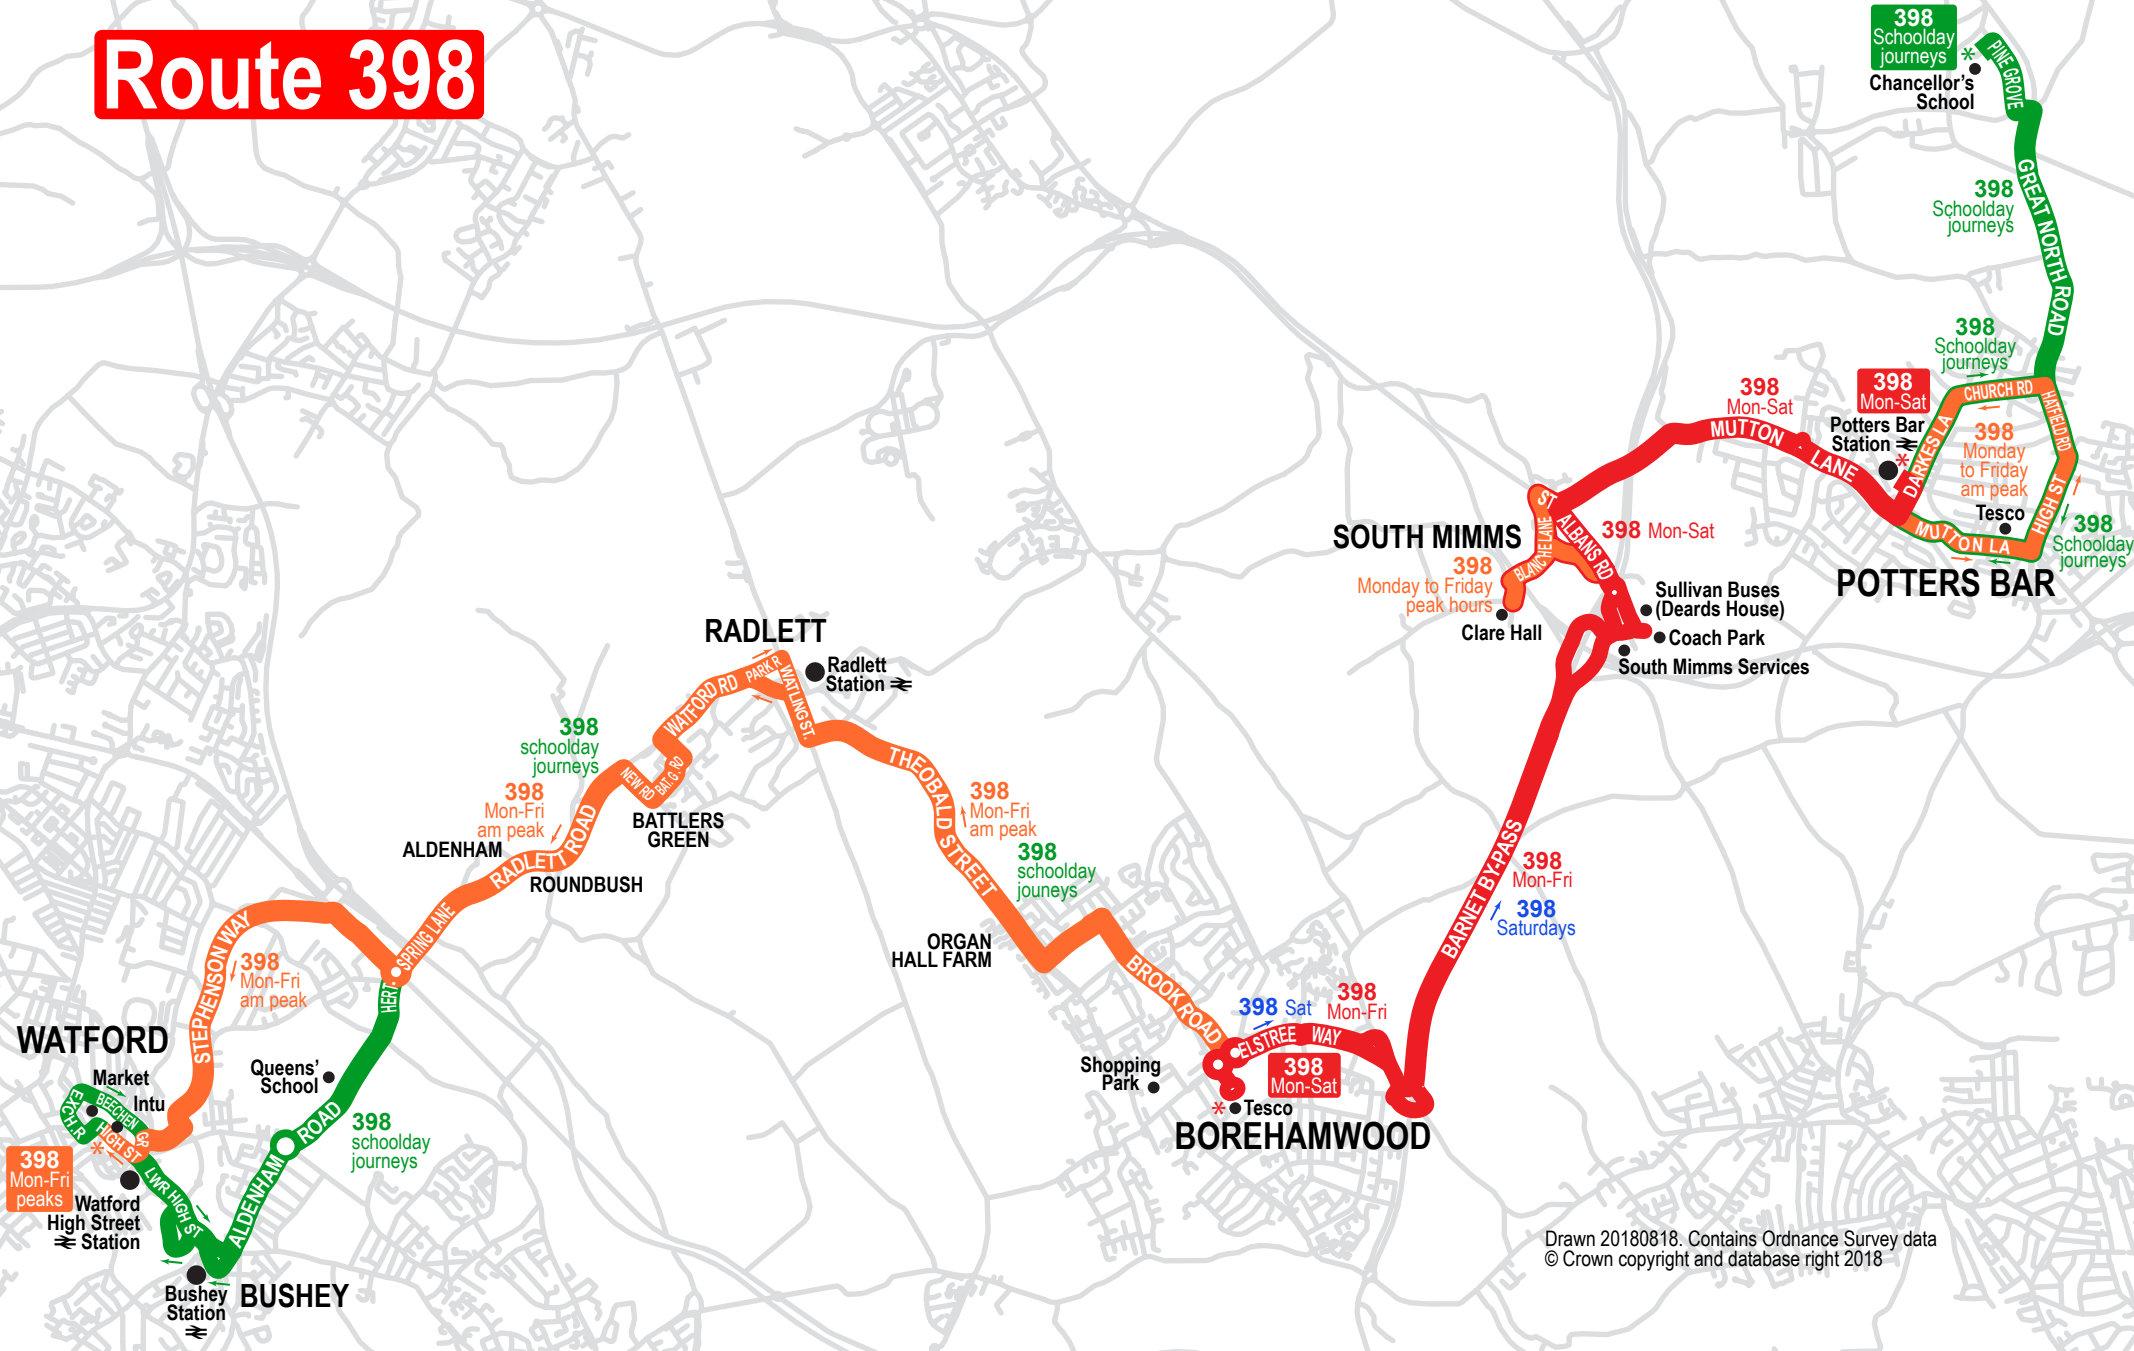 Route 398
398
Schoolday
journeys
Chancellor's
School
*
PINE GROVE
GREAT NORTH ROAD
398
Schoolday
journeys
398
Schoolday
journeys
CHURCH RD
HATFIELD RD
398
Mon-Sat
398
Mon-Sat
Potters Bar
Station
*
DARKES LA
398
Monday
to Friday
am peak
Tesco
HIGH ST
398
Schoolday
journeys
MUTTON LA
POTTERS BAR
MUTTON
LANE
ST ALBANS RD
398 Mon-Sat
SOUTH MIMMS
BLANCHE LANE
398
Monday to Friday
peak hours
Clare Hall
Sullivan Buses
(Deards House)
Coach Park
South Mimms Services
RADLETT
Radlett
Station
PARK R
WATLING ST.
WATFORD RD
398
schoolday
journeys
NEW RD
BAT. G. RD
BATTLERS
GREEN
398
Mon-Fri
am peak
ALDENHAM
RADLETT ROAD
ROUNDBUSH
THEOBALD STREET
398
Mon-Fri
am peak
398
schoolday
jouneys
ORGAN
HALL FARM
BROOK ROAD
BARNET BY-PASS
398
Mon-Fri
398
Saturdays
398 Sat
398
Mon-Fri
ELSTREE WAY
398
Mon-Sat
Shopping
Park
*
Tesco
BOREHAMWOOD
SPRING LANE
STEPHENSON WAY
398
Mon-Fri
am peak
HERT.
WATFORD
Market
Intu
BEECHEN
GR
EXCH.R
HIGH ST
*
398
Mon-Fri
peaks
Watford
High Street
Station
LWR HIGH ST
Queens'
School
ALDENHAM
ROAD
398
schoolday
journeys
Bushey
Station
BUSHEY
Drawn 20180818. Contains Ordnance Survey data
© Crown copyright and database right 2018